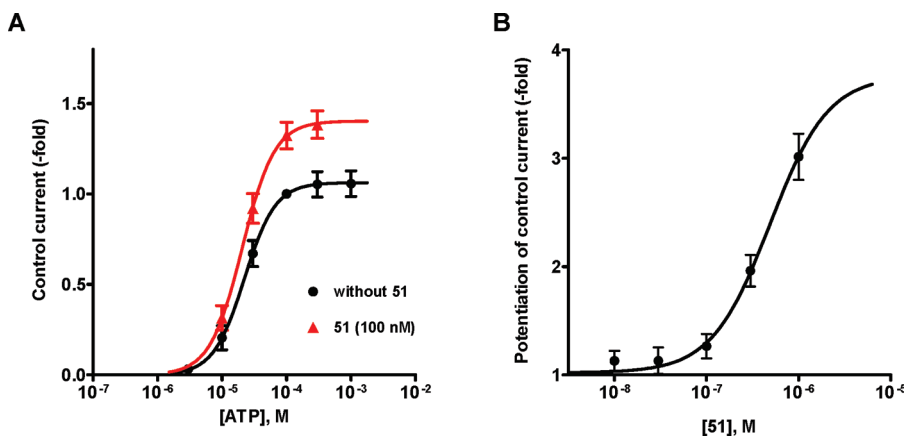 A
Control current (-fold)
1.5
1.0
0.5
0.0
10-7
10-6
10-5
10-4
10-3
10-2
[ATP], M
without 51
51 (100 nM)
B
Potentiation of control current (-fold)
4
3
2
1
10-8
10-7
10-6
10-5
[51], M